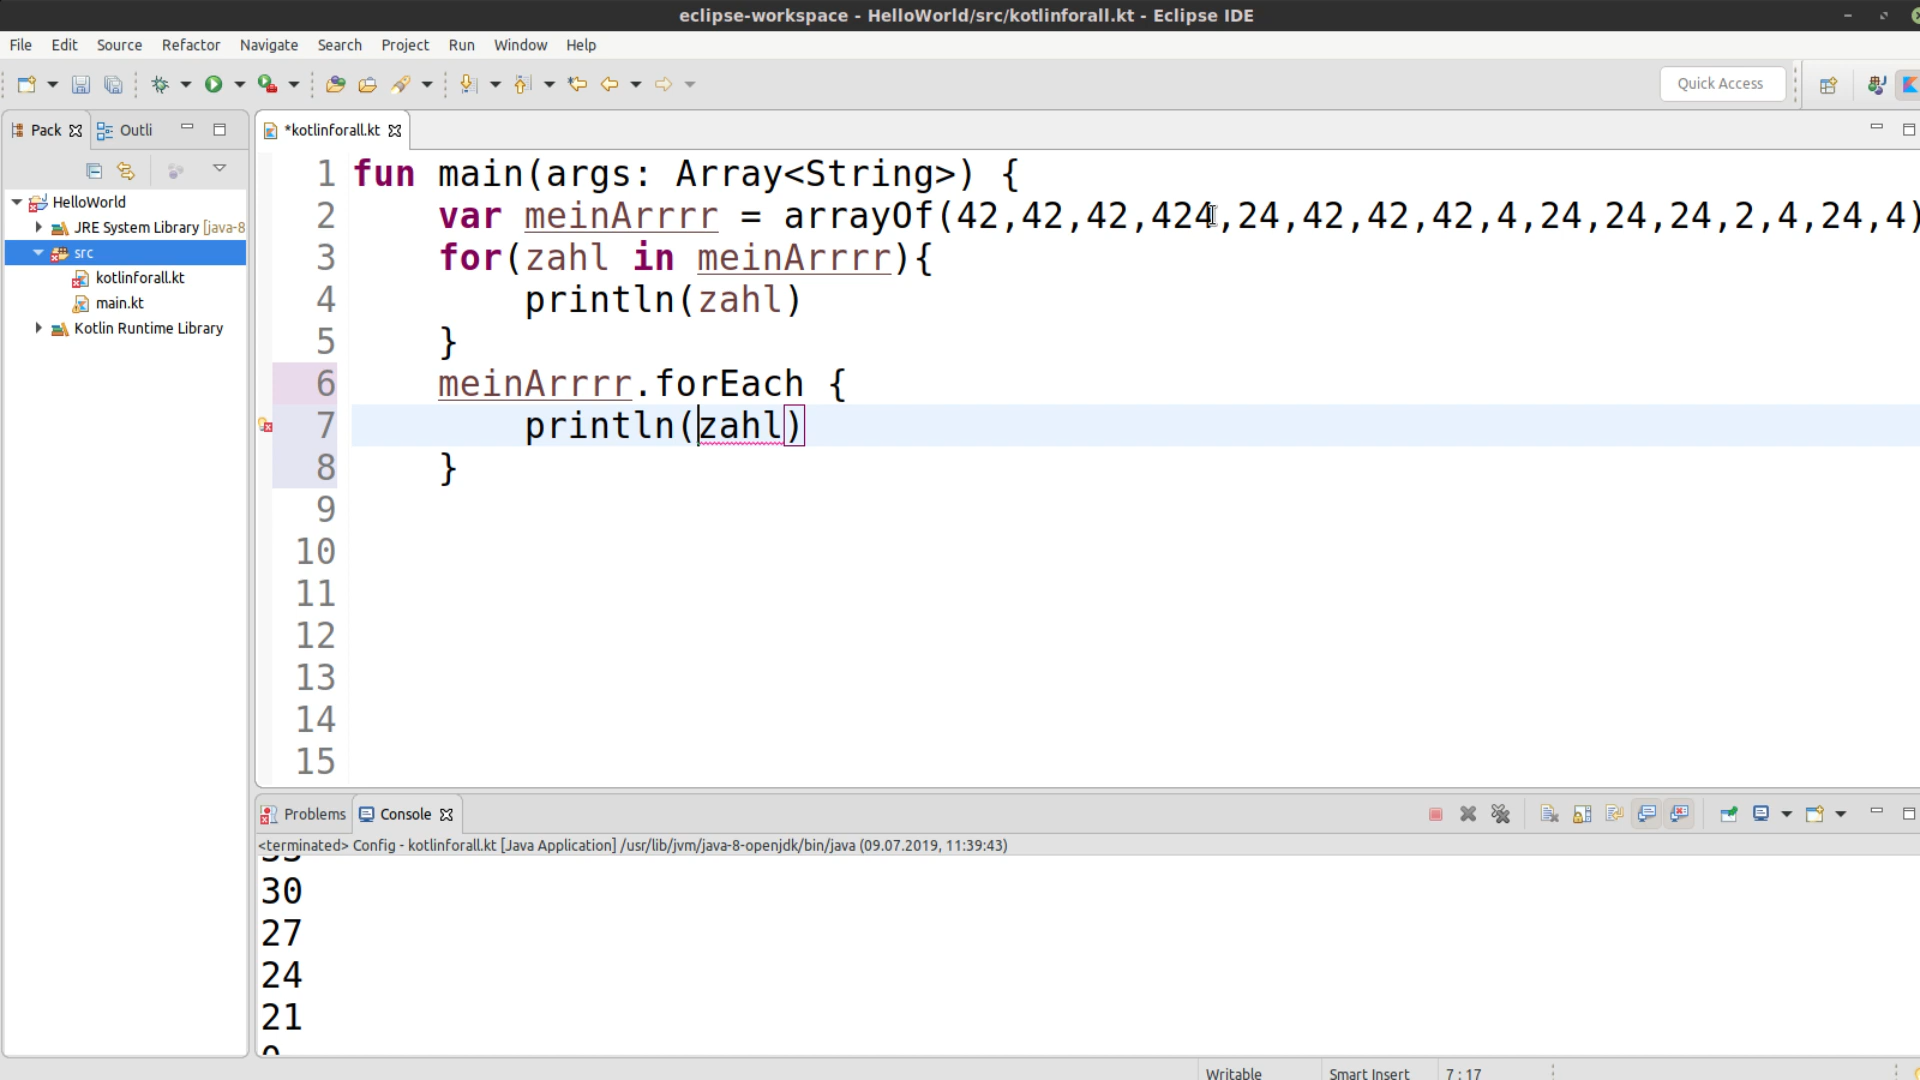 eclipse-workspace - HelloWorld/src/kotlinforall.kt - Eclipse IDE
File Edit Source Refactor Navigate Search Project Run Window Help
Quick Access
Pack Outli
*kotlinforall.kt
HelloWorld
JRE System Library [java-8
src
kotlinforall.kt
main.kt
Kotlin Runtime Library
1 fun main(args: Array<String>) {
2 var meinArrrr = arrayOf(42,42,42,424,24,42,42,42,4,24,24,24,2,4,24,4)
3 for(zahl in meinArrrr){
4 println(zahl)
5 }
6 meinArrrr.forEach {
7 println(zahl)
8 }
9
10
11
12
13
14
15
Problems Console
<terminated> Config - kotlinforall.kt [Java Application] /usr/lib/jvm/java-8-openjdk/bin/java (09.07.2019, 11:39:43)
30
27
24
21
Writable Smart Insert 7 : 17